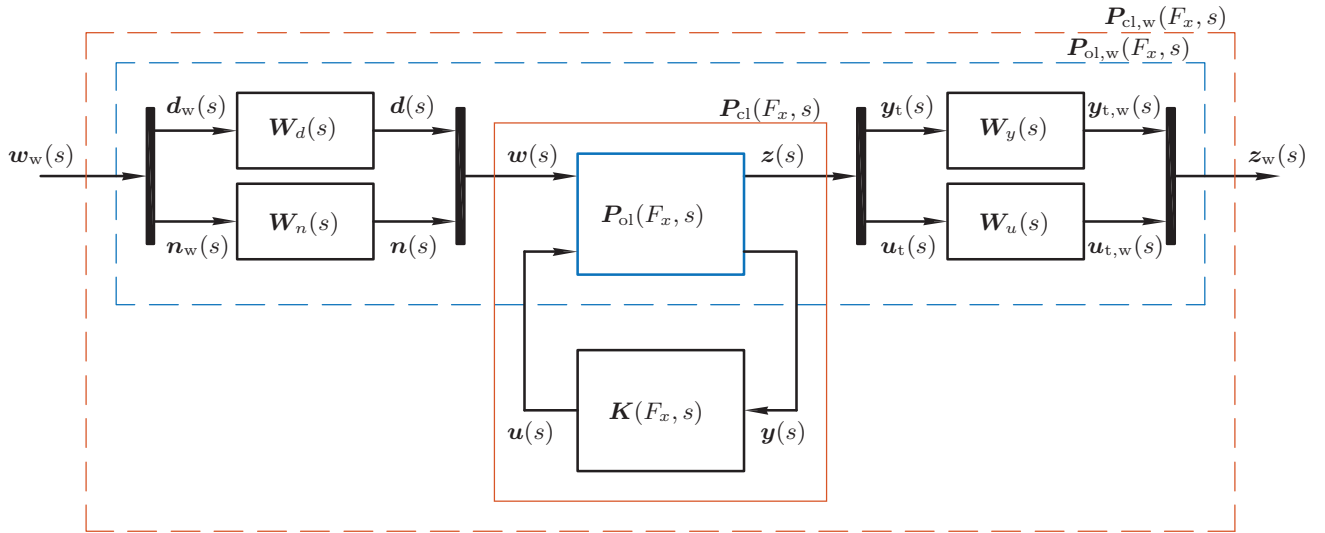 P_cl,w(F_x, s)
P_ol,w(F_x, s)
d_w(s) W_d(s) d(s) P_cl(F_x, s) y_t(s) W_y(s) y_t,w(s)
w_w(s) w(s) z(s) z_w(s)
n_w(s) W_n(s) n(s) P_ol(F_x, s) u_t(s) W_u(s) u_t,w(s)
u(s) K(F_x, s) y(s)